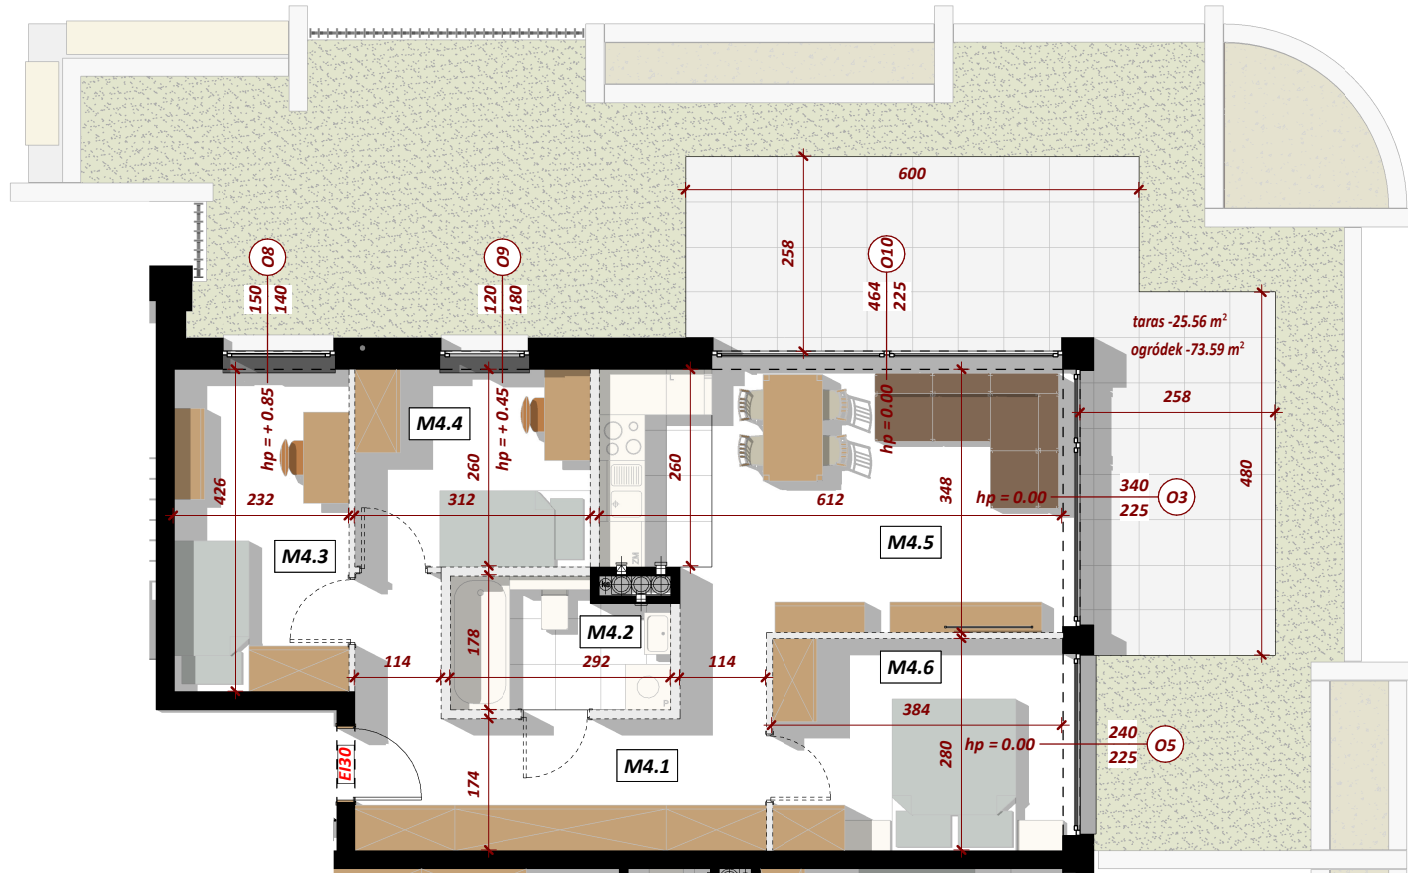 600
258
O8
150
140
O9
120
180
O10
464
225
taras -25.56 m²
ogródek -73.59 m²
258
480
hp = + 0.85
M4.4
hp = + 0.45
hp = 0.00
426
232
260
312
260
612
348
hp = 0.00
340
225
O3
M4.3
M4.5
ZM
M4.2
178
292
114
114
M4.6
384
P
hp = 0.00
280
240
225
O5
EI30
174
M4.1